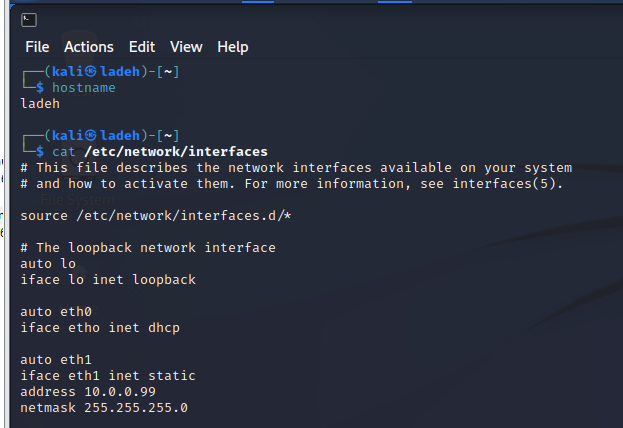 File Actions Edit View Help
┌──(kali㉿ladeh)-[~]
└─$ hostname
ladeh
┌──(kali㉿ladeh)-[~]
└─$ cat /etc/network/interfaces
# This file describes the network interfaces available on your system
# and how to activate them. For more information, see interfaces(5).
source /etc/network/interfaces.d/*
# The loopback network interface
auto lo
iface lo inet loopback
auto eth0
iface etho inet dhcp
auto eth1
iface eth1 inet static
address 10.0.0.99
netmask 255.255.255.0